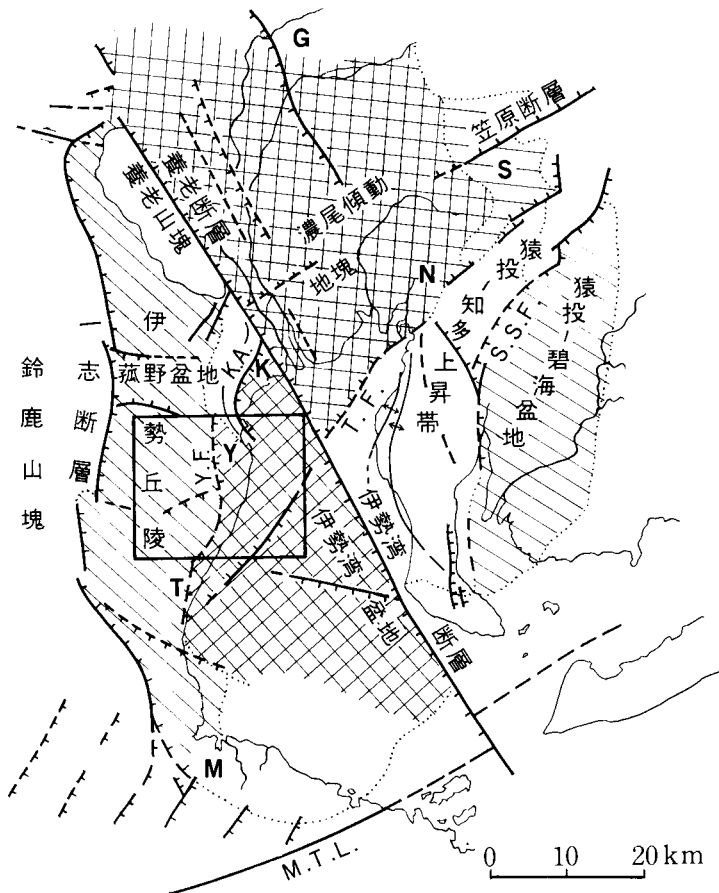 G
笠原断層
S
養老断層
養老山塊
濃尾傾動
地塊
N
猿投
知多
上昇帯
猿投
碧海
盆地
S.S.F.
伊
勢
丘
陵
一志断層
鈴鹿山塊
菰野盆地
KA.
K
T.F.
Y.F.
Y
伊勢湾
盆地
伊勢湾
断層
T
M
M.T.L.
0 10 20 km